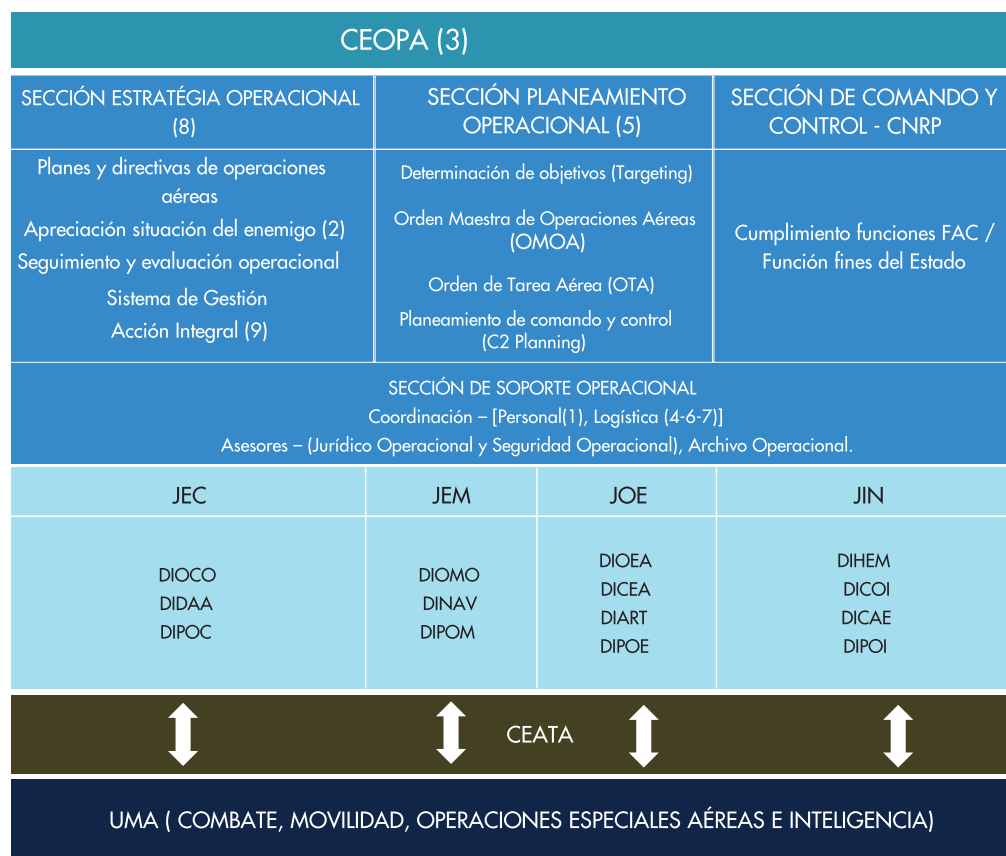 CEOPA (3)
SECCIÓN ESTRATÉGIA OPERACIONAL
(8)
Planes y directivas de operaciones
aéreas
Apreciación situación del enemigo (2)
Seguimiento y evaluación operacional
Sistema de Gestión
Acción Integral (9)
SECCIÓN PLANEAMIENTO
OPERACIONAL (5)
Determinación de objetivos (Targeting)
Orden Maestra de Operaciones Aéreas
(OMOA)
Orden de Tarea Aérea (OTA)
Planeamiento de comando y control
(C2 Planning)
SECCIÓN DE COMANDO Y
CONTROL - CNRP
Cumplimiento funciones FAC /
Función fines del Estado
SECCIÓN DE SOPORTE OPERACIONAL
Coordinación – [Personal(1), Logística (4-6-7)]
Asesores – (Jurídico Operacional y Seguridad Operacional), Archivo Operacional.
JEC
DIOCO
DIDAA
DIPOC
JEM
DIOMO
DINAV
DIPOM
JOE
DIOEA
DICEA
DIART
DIPOE
JIN
DIHEM
DICOI
DICAE
DIPOI
CEATA
UMA ( COMBATE, MOVILIDAD, OPERACIONES ESPECIALES AÉREAS E INTELIGENCIA)